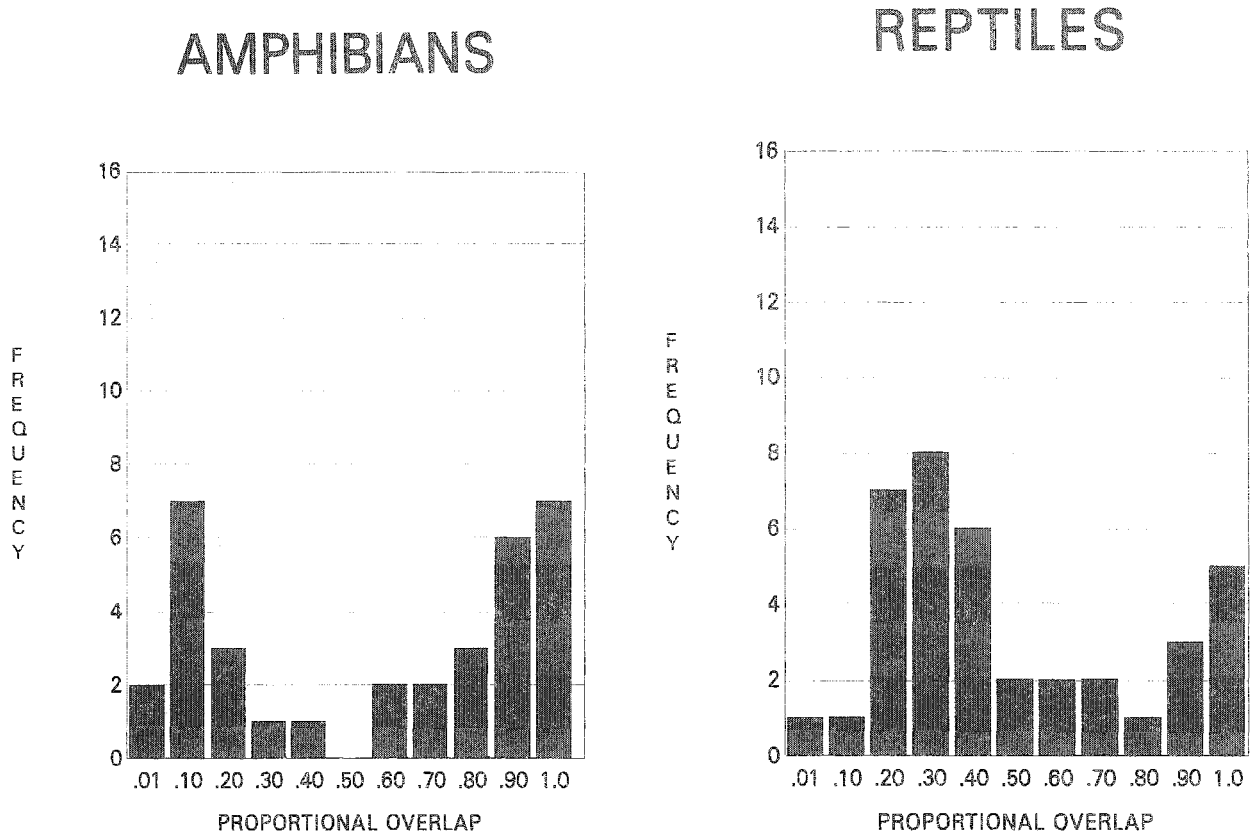 AMPHIBIANS
16
14
12
10
8
6
4
2
0
FREQUENCY
.01 .10 .20 .30 .40 .50 .60 .70 .80 .90 1.0
PROPORTIONAL OVERLAP
REPTILES
16
14
12
10
8
6
4
2
0
FREQUENCY
.01 .10 .20 .30 .40 .50 .60 .70 .80 .90 1.0
PROPORTIONAL OVERLAP